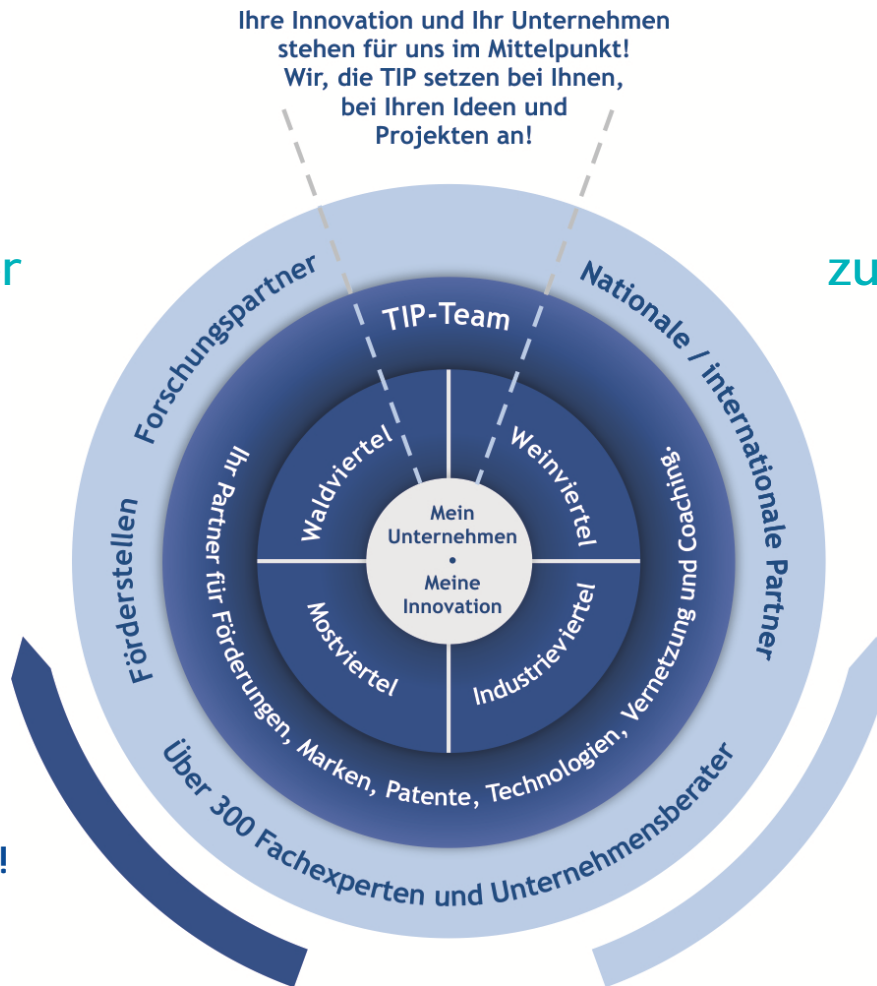 Ihre Innovation und Ihr Unternehmen
stehen für uns im Mittelpunkt!
Wir, die TIP setzen bei Ihnen,
bei Ihren Ideen und
Projekten an!
r
zu
Forschungspartner
Nationale / internationale Partner
TIP-Team
Waldviertel
Weinviertel
Mein
Unternehmen
•
Meine
Innovation
Förderstellen
Mostviertel
Industrieviertel
Ihr Partner für Förderungen, Marken, Patente, Technologien, Vernetzung und Coaching.
Über 300 Fachexperten und Unternehmensberater
!